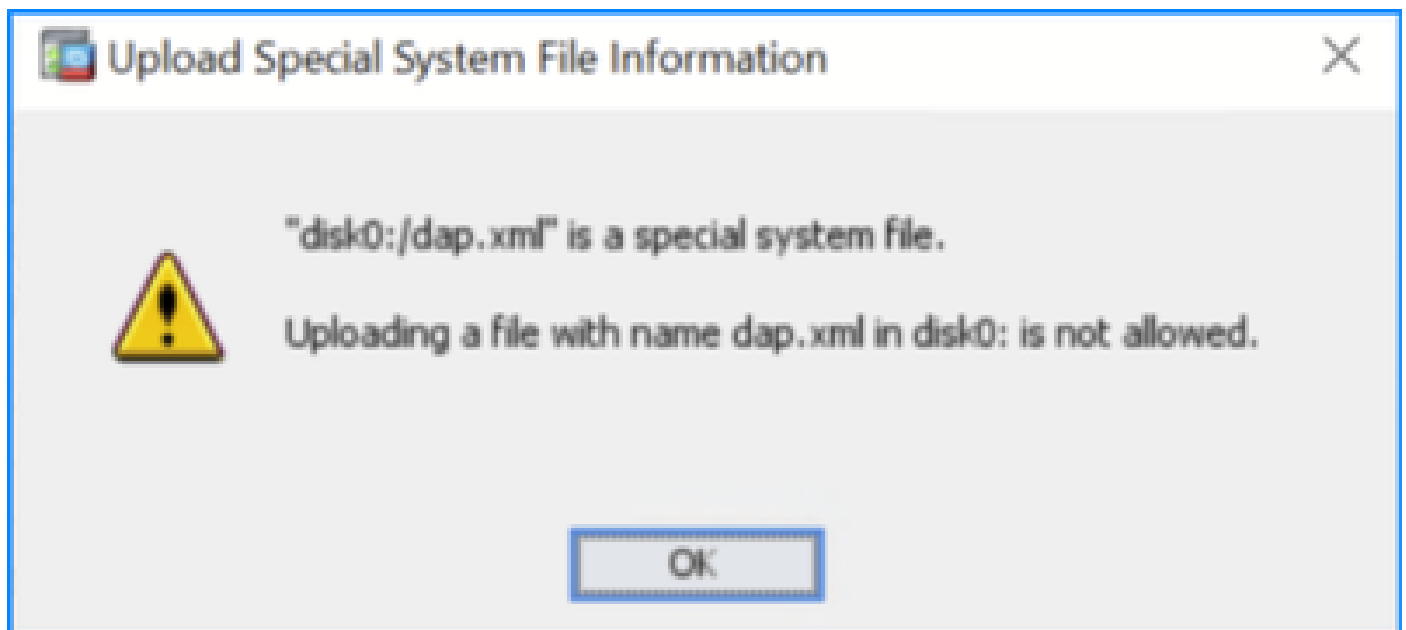 Upload Special System File Information
"disk0:/dap.xml" is a special system file.
Uploading a file with name dap.xml in disk0: is not allowed.
OK